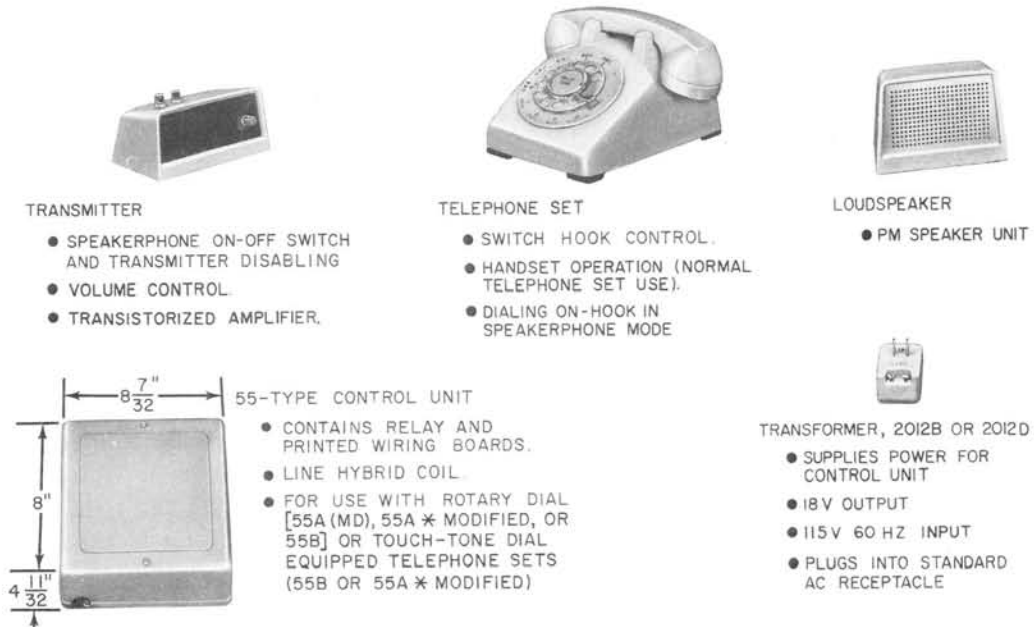 TRANSMITTER
● SPEAKERPHONE ON-OFF SWITCH
AND TRANSMITTER DISABLING
● VOLUME CONTROL.
● TRANSISTORIZED AMPLIFIER.
TELEPHONE SET
● SWITCH HOOK CONTROL.
● HANDSET OPERATION (NORMAL
TELEPHONE SET USE).
● DIALING ON-HOOK IN
SPEAKERPHONE MODE
LOUDSPEAKER
● PM SPEAKER UNIT
8 7/32"
8"
4 11/32"
55-TYPE CONTROL UNIT
● CONTAINS RELAY AND
PRINTED WIRING BOARDS.
● LINE HYBRID COIL.
● FOR USE WITH ROTARY DIAL
[55A (MD), 55A * MODIFIED, OR
55B] OR TOUCH-TONE DIAL
EQUIPPED TELEPHONE SETS
(55B OR 55A * MODIFIED)
TRANSFORMER, 2012B OR 2012D
● SUPPLIES POWER FOR
CONTROL UNIT
● 18V OUTPUT
● 115V 60 HZ INPUT
● PLUGS INTO STANDARD
AC RECEPTACLE